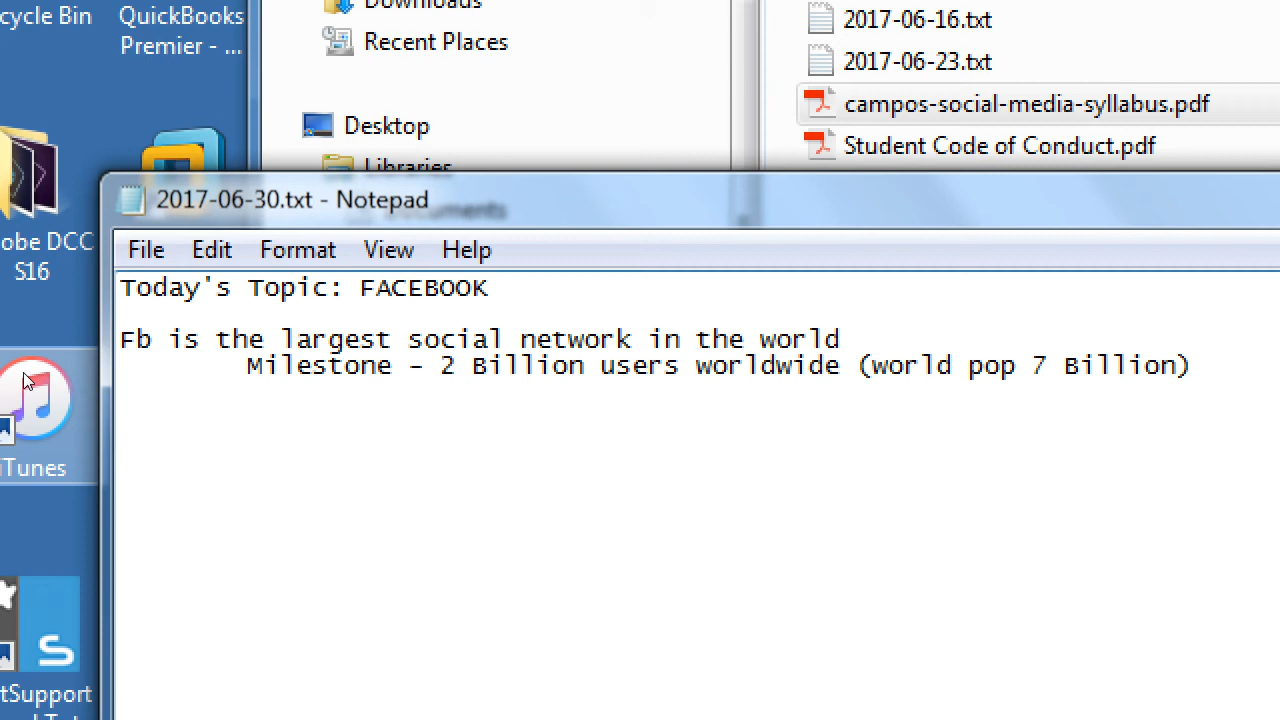 cycle Bin
QuickBooks
Premier - ...
Downloads
Recent Places
Desktop
Libraries
Documents
2017-06-16.txt
2017-06-23.txt
campos-social-media-syllabus.pdf
Student Code of Conduct.pdf
obe DCC
S16
iTunes
S
tSupport
2017-06-30.txt - Notepad
File Edit Format View Help
Today's Topic: FACEBOOK
Fb is the largest social network in the world
Milestone - 2 Billion users worldwide (world pop 7 Billion)